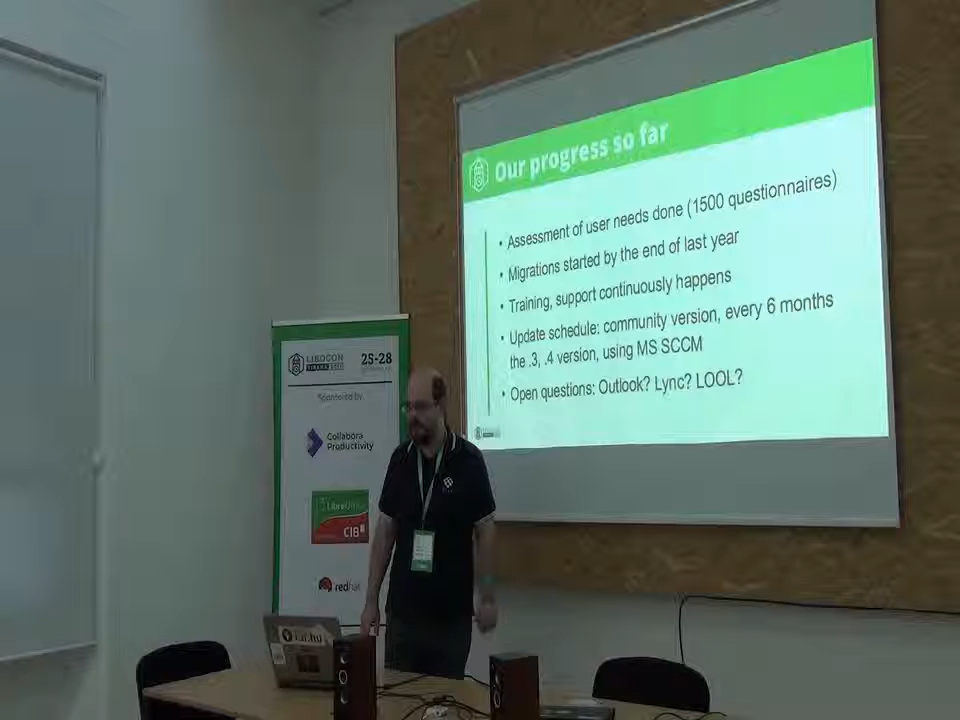 Our progress so far
• Assessment of user needs done (1500 questionnaires)
• Migrations started by the end of last year
• Training, support continuously happens
• Update schedule: community version, every 6 months
the .3, .4 version, using MS SCCM
• Open questions: Outlook? Lync? LOOL?
LIBOCON
25-28
Sponsored by
Collabora
Productivity
CIB
redhat